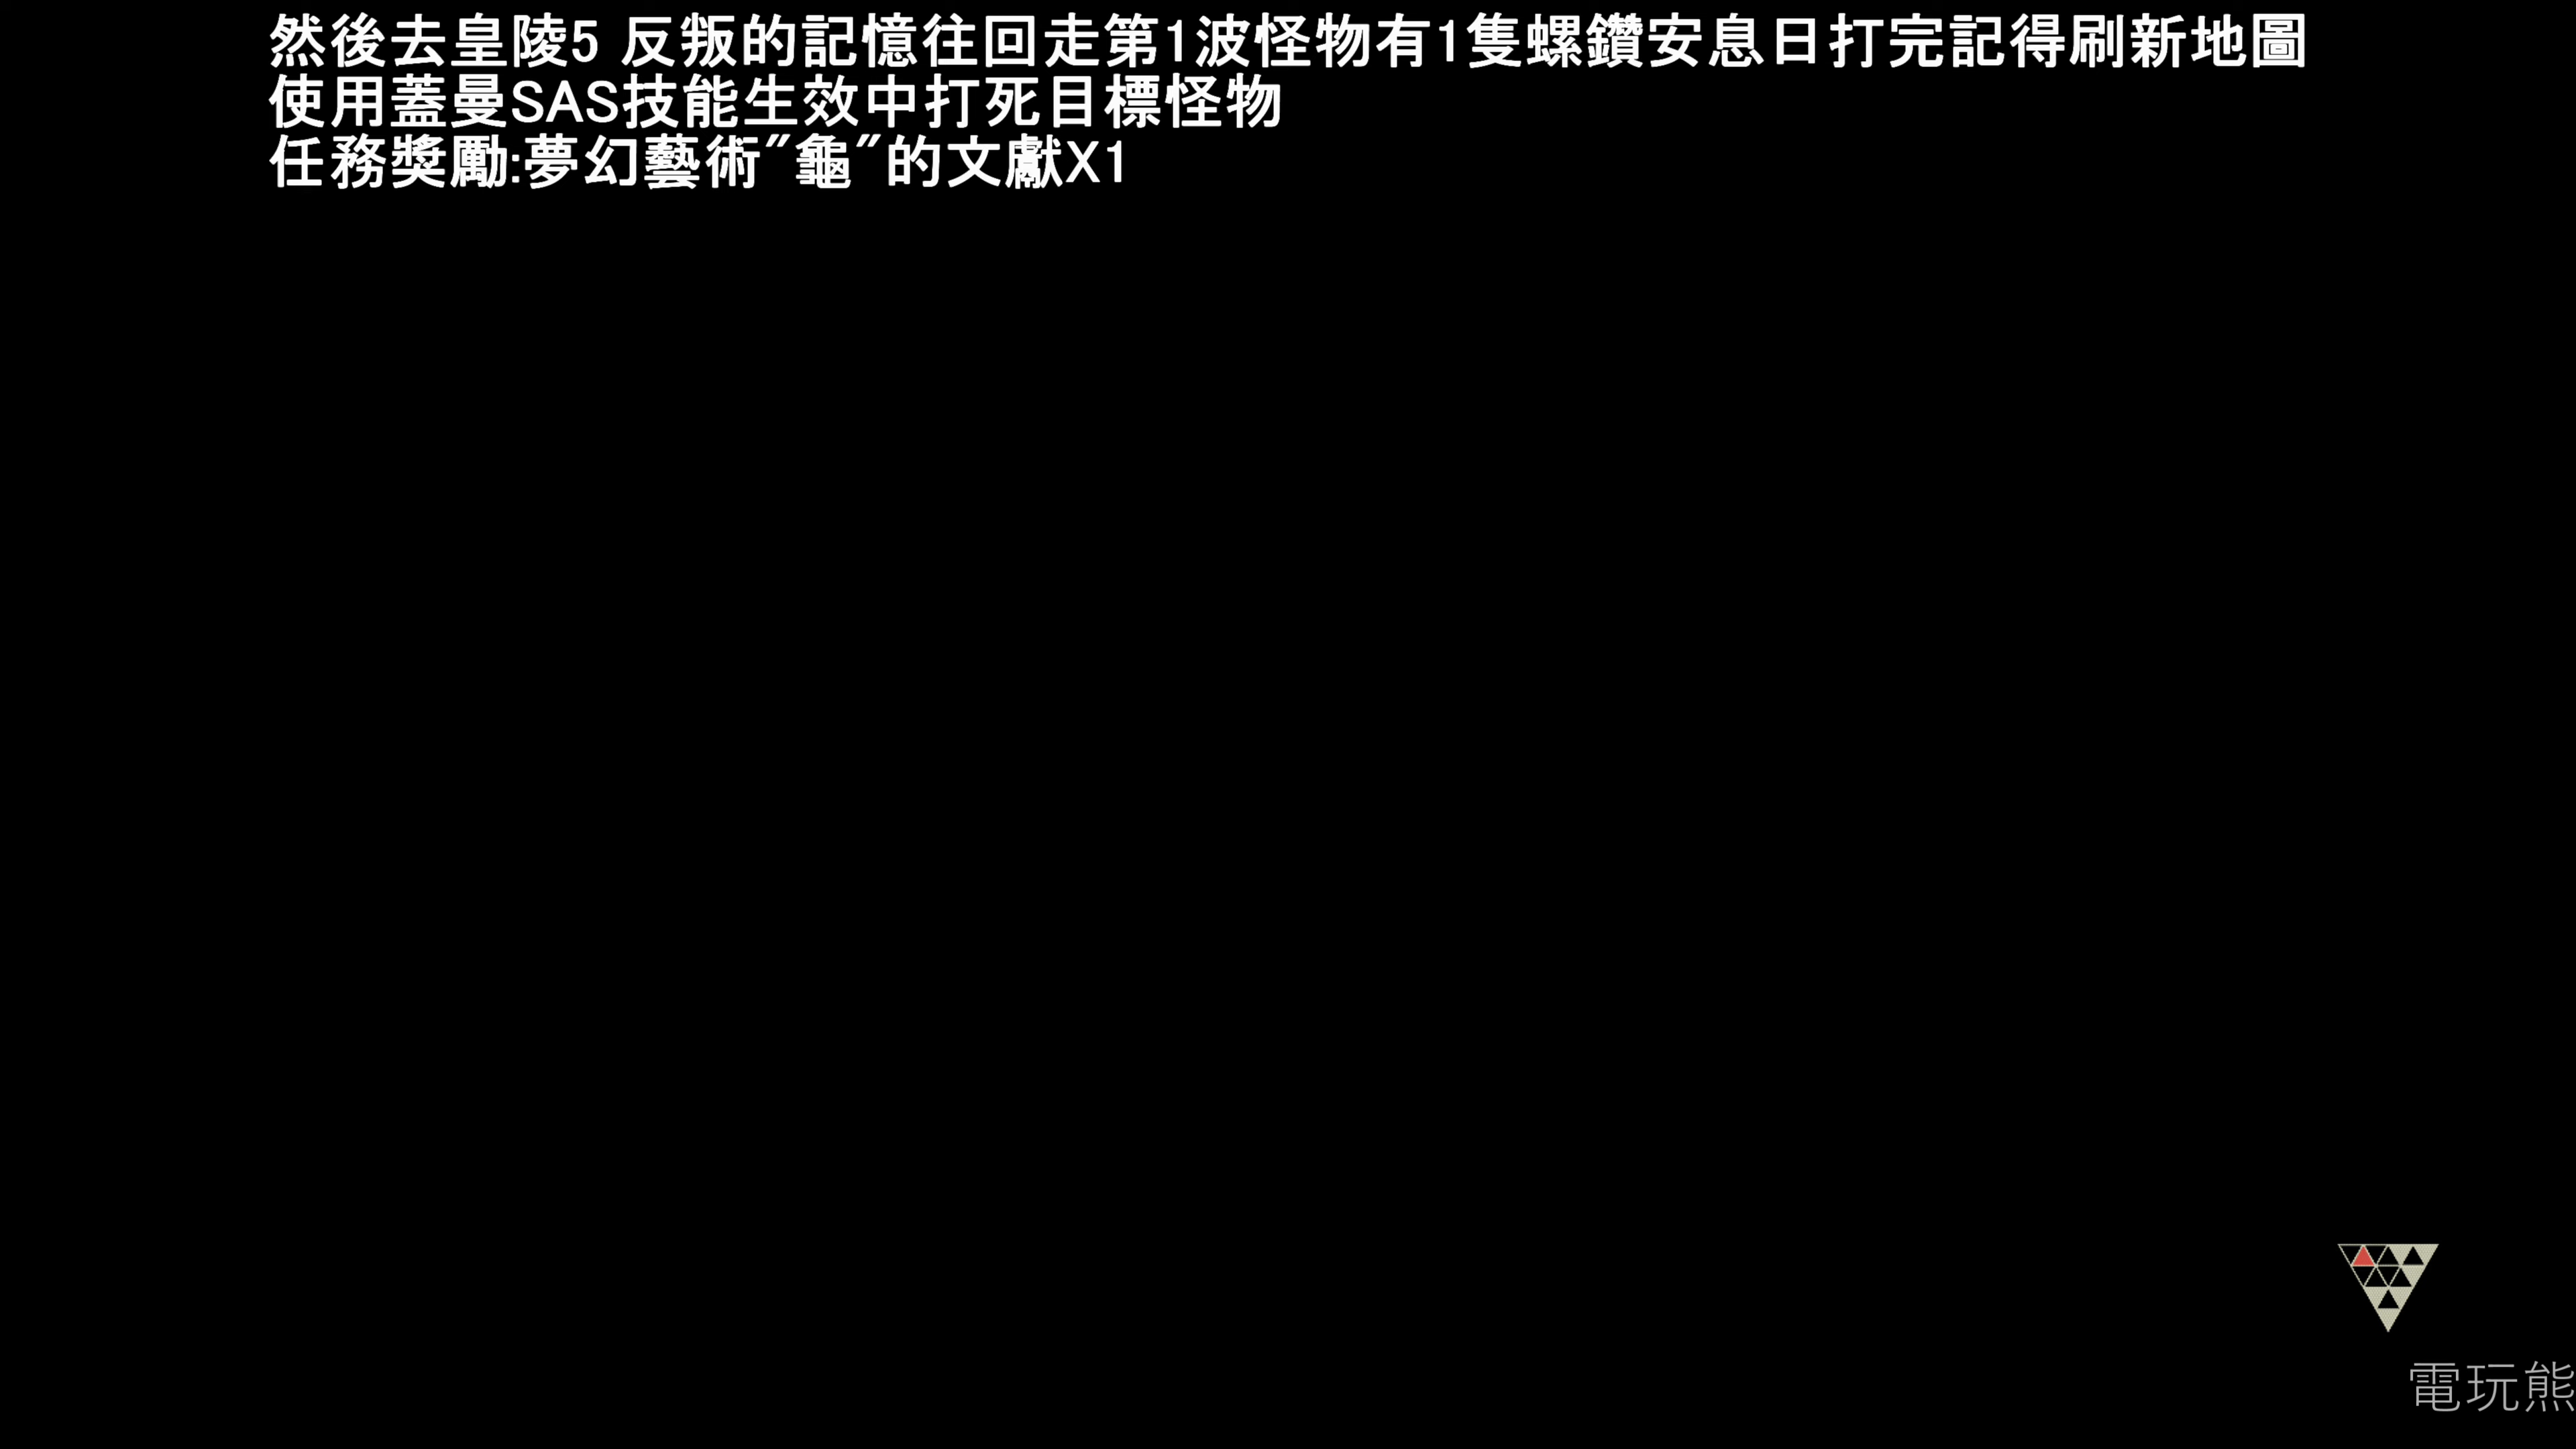 然後去皇陵5 反叛的記憶往回走第1波怪物有1隻螺鑽安息日打完記得刷新地圖
使用蓋曼SAS技能生效中打死目標怪物
任務獎勵:夢幻藝術"龜"的文獻X1
電玩熊